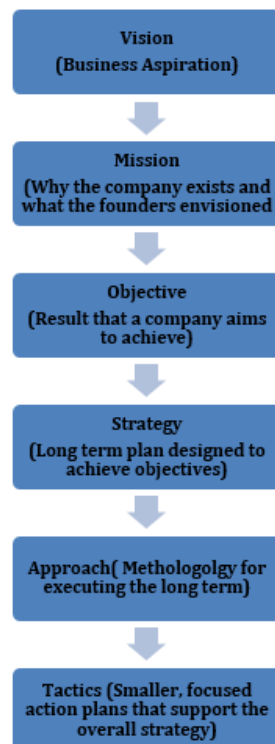 Vision
(Business Aspiration)
Mission
(Why the company exists and
what the founders envisioned
Objective
(Result that a company aims
to achieve)
Strategy
(Long term plan designed to
achieve objectives)
Approach( Methologolgy for
executing the long term)
Tactics (Smaller, focused
action plans that support the
overall strategy)